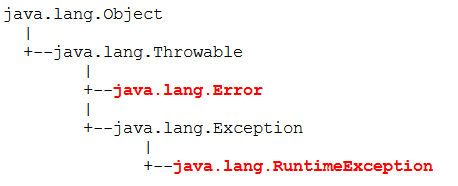 java.lang.Object
|
+--java.lang.Throwable
|
+--java.lang.Error
|
+--java.lang.Exception
|
+--java.lang.RuntimeException